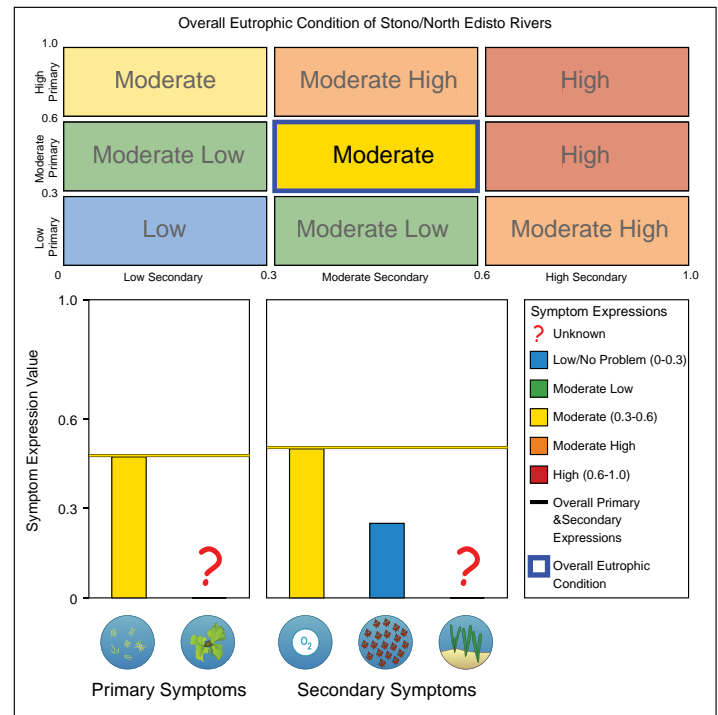 Overall Eutrophic Condition of Stono/North Edisto Rivers
1.0
High
Primary
Moderate
Moderate High
High
0.6
Moderate
Primary
Moderate Low
Moderate
High
0.3
Low
Primary
Low
Moderate Low
Moderate High
0
Low Secondary
0.3
Moderate Secondary
0.6
High Secondary
1.0
Symptom Expression Value
1.0
0.6
0.3
0
?
?
O2
Primary Symptoms
Secondary Symptoms
Symptom Expressions
? Unknown
Low/No Problem (0-0.3)
Moderate Low
Moderate (0.3-0.6)
Moderate High
High (0.6-1.0)
Overall Primary
&Secondary
Expressions
Overall Eutrophic
Condition